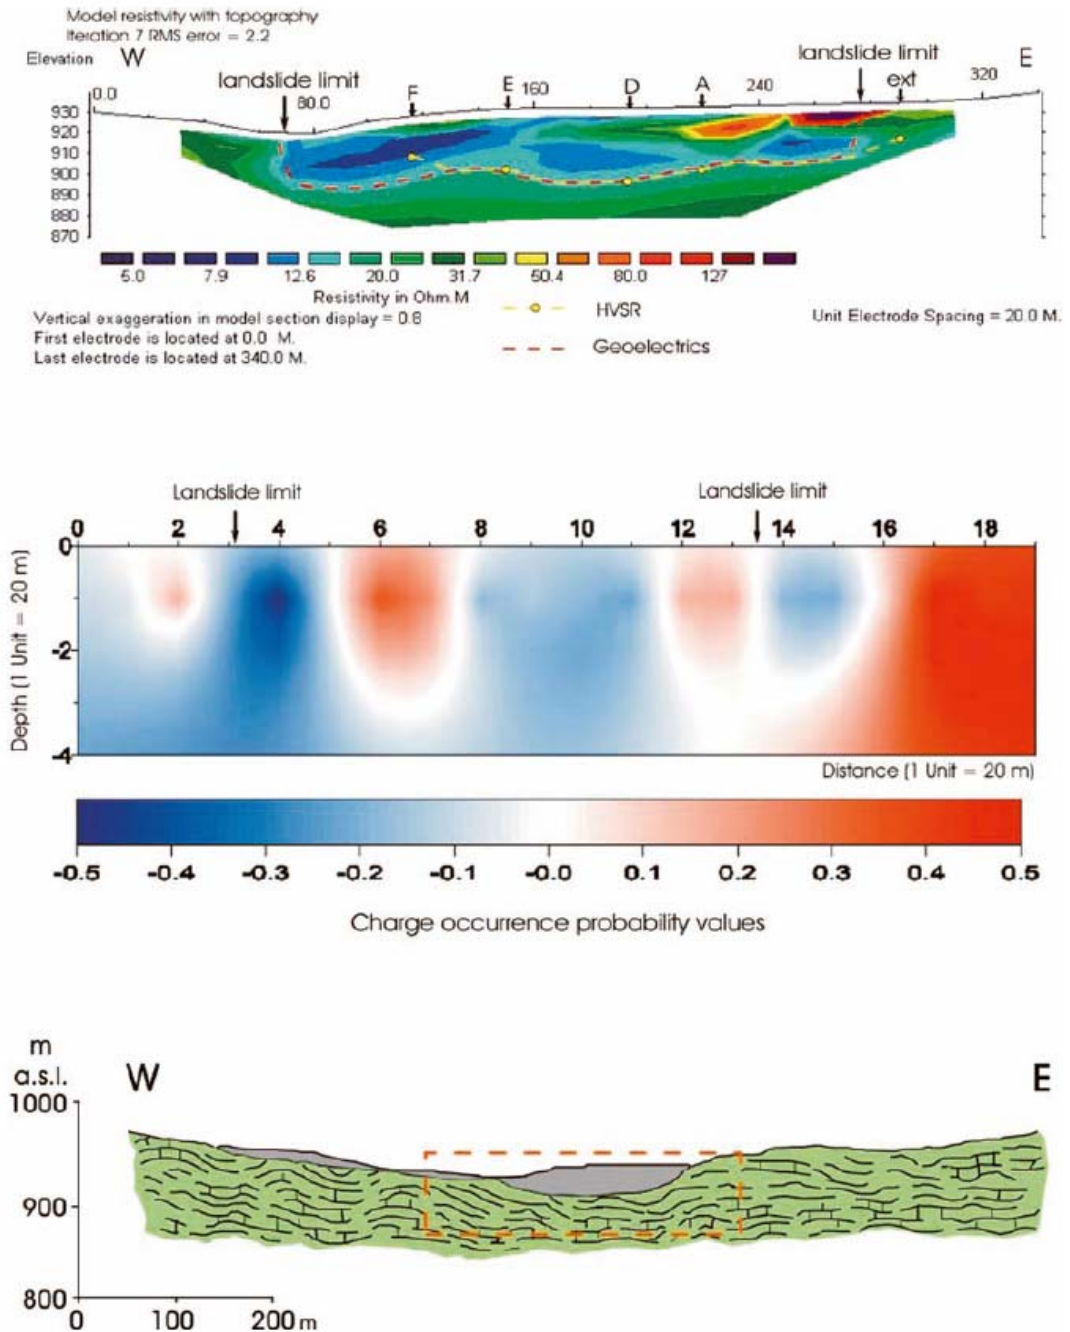 Model resistivity with topography
Iteration 7 RMS error = 2.2
Elevation W landslide limit E
landslide limit ext
0.0 80.0 F E 160 D A 240 320
930
920
910
900
890
880
870
5.0 7.9 12.6 20.0 31.7 50.4 80.0 127
Resistivity in Ohm.M
Vertical exaggeration in model section display = 0.8
First electrode is located at 0.0 M.
Last electrode is located at 340.0 M.
HVSR
Geoelectrics
Unit Electrode Spacing = 20.0 M.
Landslide limit Landslide limit
0 2 4 6 8 10 12 14 16 18
0
-2
-4
Depth (1 Unit = 20 m)
Distance (1 Unit = 20 m)
-0.5 -0.4 -0.3 -0.2 -0.1 -0.0 0.1 0.2 0.3 0.4 0.5
Charge occurrence probability values
m
a.s.l. W E
1000
900
800
0 100 200 m